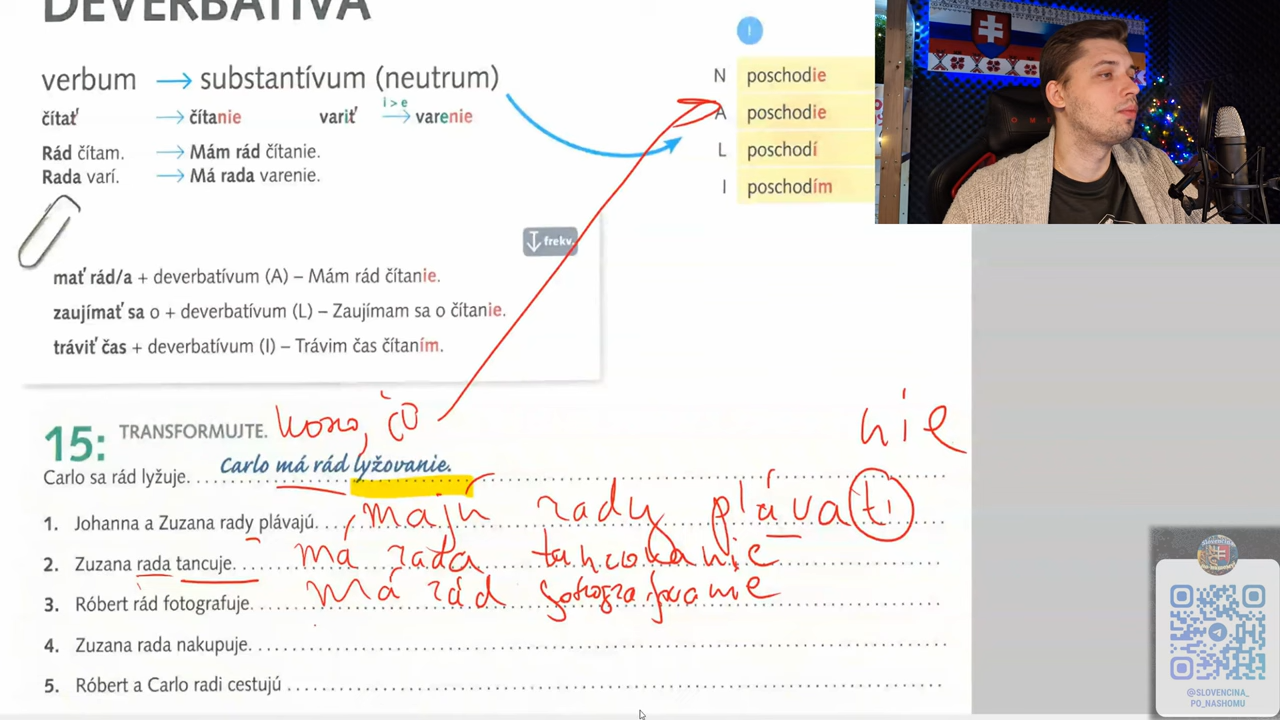 DEVERBATÍVA
verbum → substantívum (neutrum)
čítať → čítanie variť i > e → varenie
Rád čítam. → Mám rád čítanie.
Rada varí. → Má rada varenie.
!
N poschodie
A poschodie
L poschodí
I poschodím
frekv.
mať rád/a + deverbatívum (A) – Mám rád čítanie.
zaujímať sa o + deverbatívum (L) – Zaujímam sa o čítanie.
tráviť čas + deverbatívum (I) – Trávim čas čítaním.
15: TRANSFORMUJTE. koho, čo
nie
Carlo sa rád lyžuje. Carlo má rád lyžovanie.
1. Johanna a Zuzana rady plávajú. majú rady plávati
2. Zuzana rada tancuje. má rada tancovanie
3. Róbert rád fotografuje. má rád fotografovanie
4. Zuzana rada nakupuje.
5. Róbert a Carlo radi cestujú
@SLOVENCINA_
PO_NASHOMU